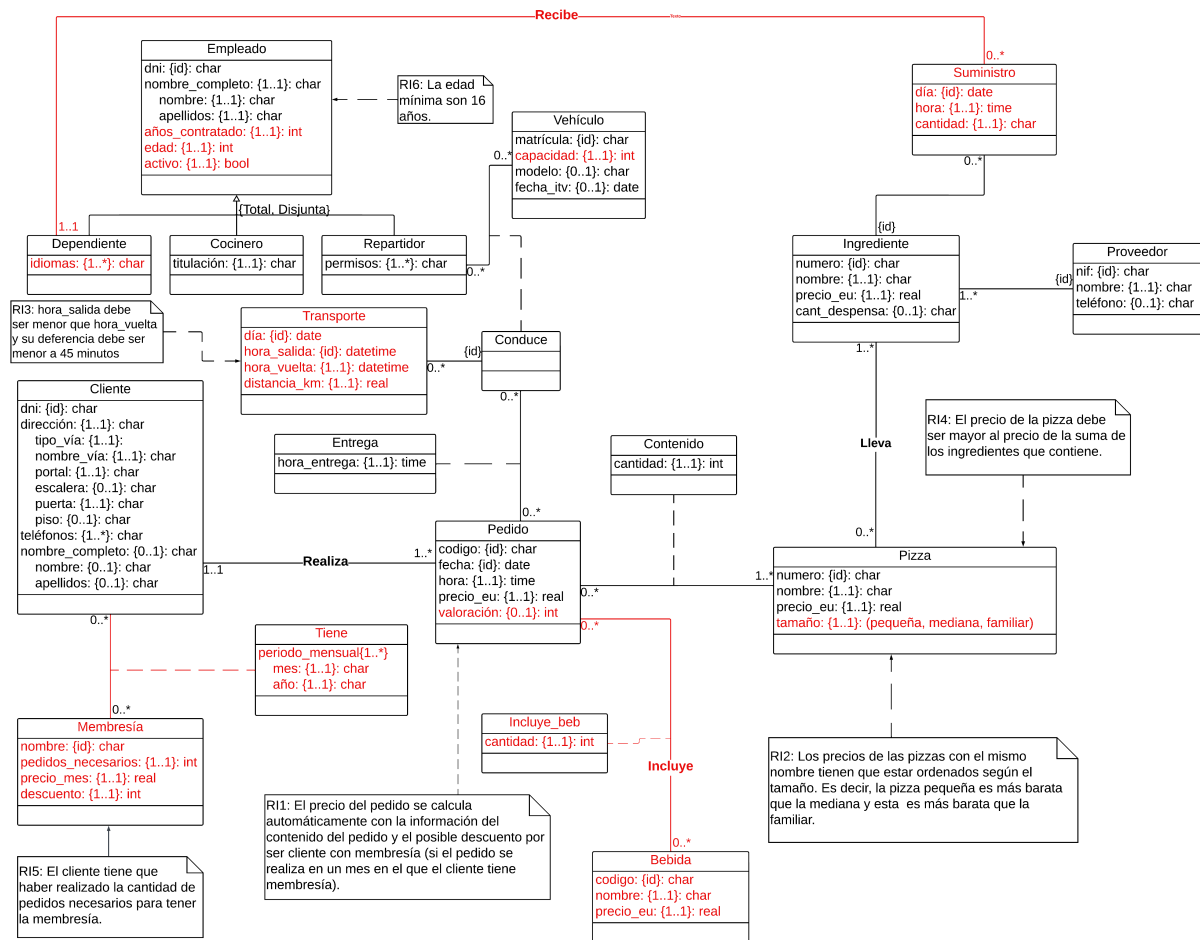 Recibe
Empleado
dni: {id}: char
nombre_completo: {1..1}: char
nombre: {1..1}: char
apellidos: {1..1}: char
años_contratado: {1..1}: int
edad: {1..1}: int
activo: {1..1}: bool
RI6: La edad
mínima son 16
años.
Vehículo
matrícula: {id}: char
capacidad: {1..1}: int
modelo: {0..1}: char
fecha_itv: {0..1}: date
0..*
0..*
Suministro
día: {id}: date
hora: {1..1}: time
cantidad: {1..1}: char
0..*
{Total, Disjunta}
1..1
Dependiente
idiomas: {1..*}: char
Cocinero
titulación: {1..1}: char
Repartidor
permisos: {1..*}: char
0..*
{id}
Ingrediente
numero: {id}: char
nombre: {1..1}: char
precio_eu: {1..1}: real
cant_despensa: {0..1}: char
1..*
{id}
Proveedor
nif: {id}: char
nombre: {1..1}: char
teléfono: {0..1}: char
RI3: hora_salida debe
ser menor que hora_vuelta
y su deferencia debe ser
menor a 45 minutos
Transporte
día: {id}: date
hora_salida: {id}: datetime
hora_vuelta: {1..1}: datetime
distancia_km: {1..1}: real
0..*
{id}
Conduce
0..*
1..*
Cliente
dni: {id}: char
dirección: {1..1}: char
tipo_vía: {1..1}:
nombre_vía: {1..1}: char
portal: {1..1}: char
escalera: {0..1}: char
puerta: {1..1}: char
piso: {0..1}: char
teléfonos: {1..*}: char
nombre_completo: {0..1}: char
nombre: {0..1}: char
apellidos: {0..1}: char
Entrega
hora_entrega: {1..1}: time
Contenido
cantidad: {1..1}: int
Lleva
RI4: El precio de la pizza debe
ser mayor al precio de la suma de
los ingredientes que contiene.
0..*
0..*
1..1
Realiza
1..*
Pedido
codigo: {id}: char
fecha: {id}: date
hora: {1..1}: time
precio_eu: {1..1}: real
valoración: {0..1}: int
0..*
1..*
Pizza
numero: {id}: char
nombre: {1..1}: char
precio_eu: {1..1}: real
tamaño: {1..1}: (pequeña, mediana, familiar)
0..*
0..*
Tiene
periodo_mensual{1..*}
mes: {1..1}: char
año: {1..1}: char
0..*
Membresía
nombre: {id}: char
pedidos_necesarios: {1..1}: int
precio_mes: {1..1}: real
descuento: {1..1}: int
Incluye_beb
cantidad: {1..1}: int
Incluye
RI2: Los precios de las pizzas con el mismo
nombre tienen que estar ordenados según el
tamaño. Es decir, la pizza pequeña es más barata
que la mediana y esta es más barata que la
familiar.
RI1: El precio del pedido se calcula
automáticamente con la información del
contenido del pedido y el posible descuento por
ser cliente con membresía (si el pedido se
realiza en un mes en el que el cliente tiene
membresía).
0..*
Bebida
codigo: {id}: char
nombre: {1..1}: char
precio_eu: {1..1}: real
RI5: El cliente tiene que
haber realizado la cantidad de
pedidos necesarios para tener
la membresía.